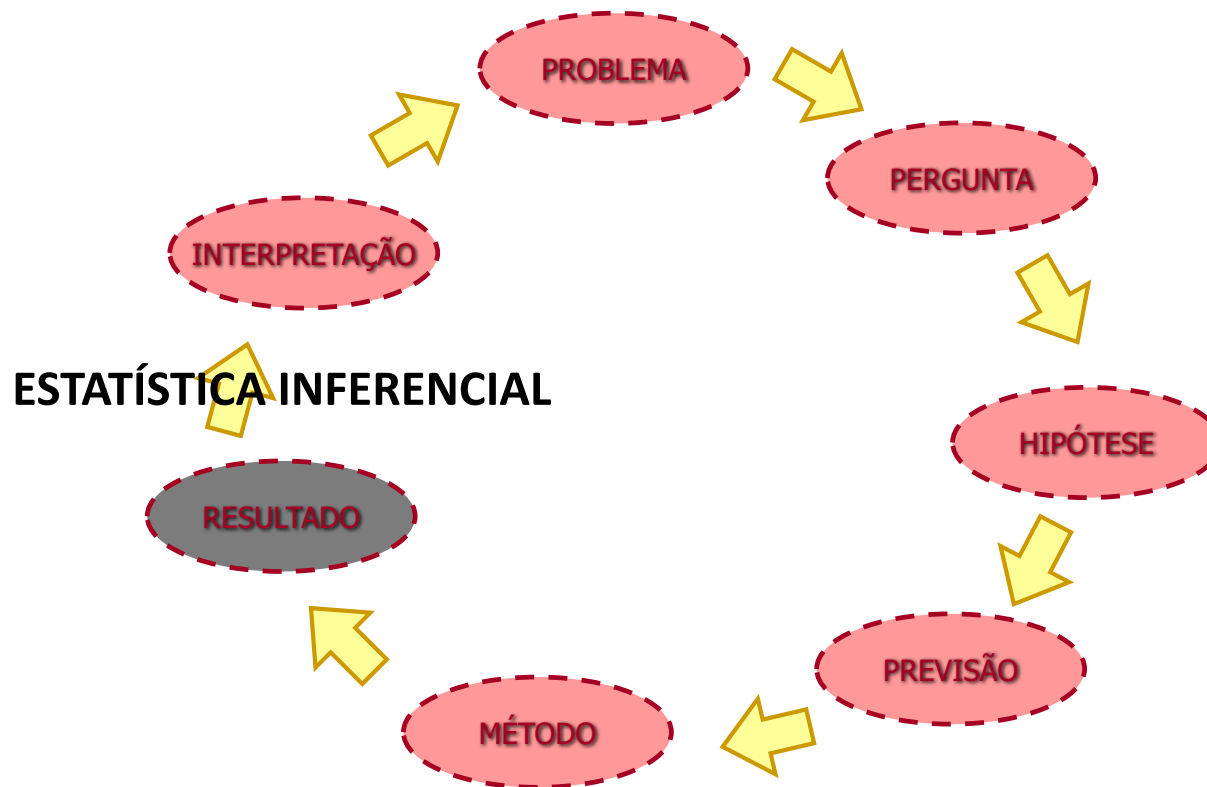 PROBLEMA
PERGUNTA
INTERPRETAÇÃO
ESTATÍSTICA INFERENCIAL
HIPÓTESE
RESULTADO
PREVISÃO
MÉTODO